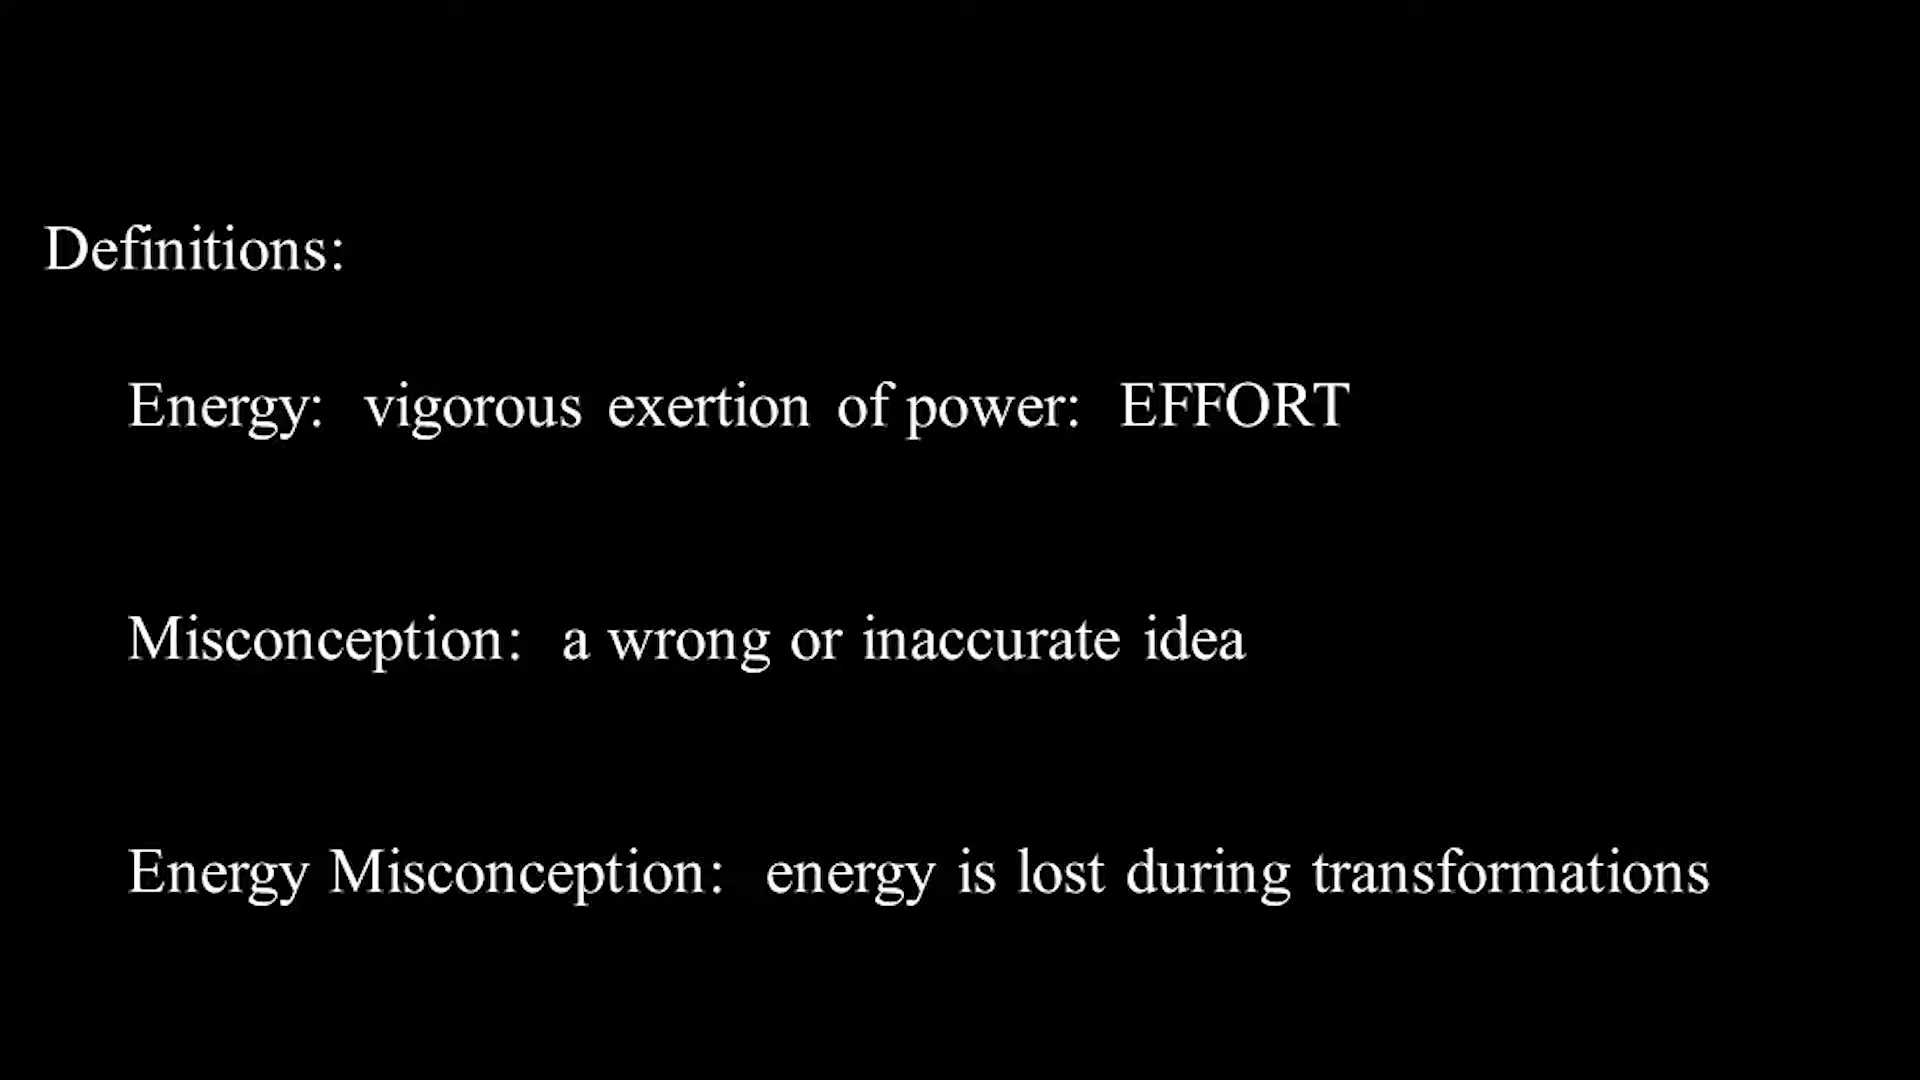 Definitions:
Energy: vigorous exertion of power: EFFORT
Misconception: a wrong or inaccurate idea
Energy Misconception: energy is lost during transformations